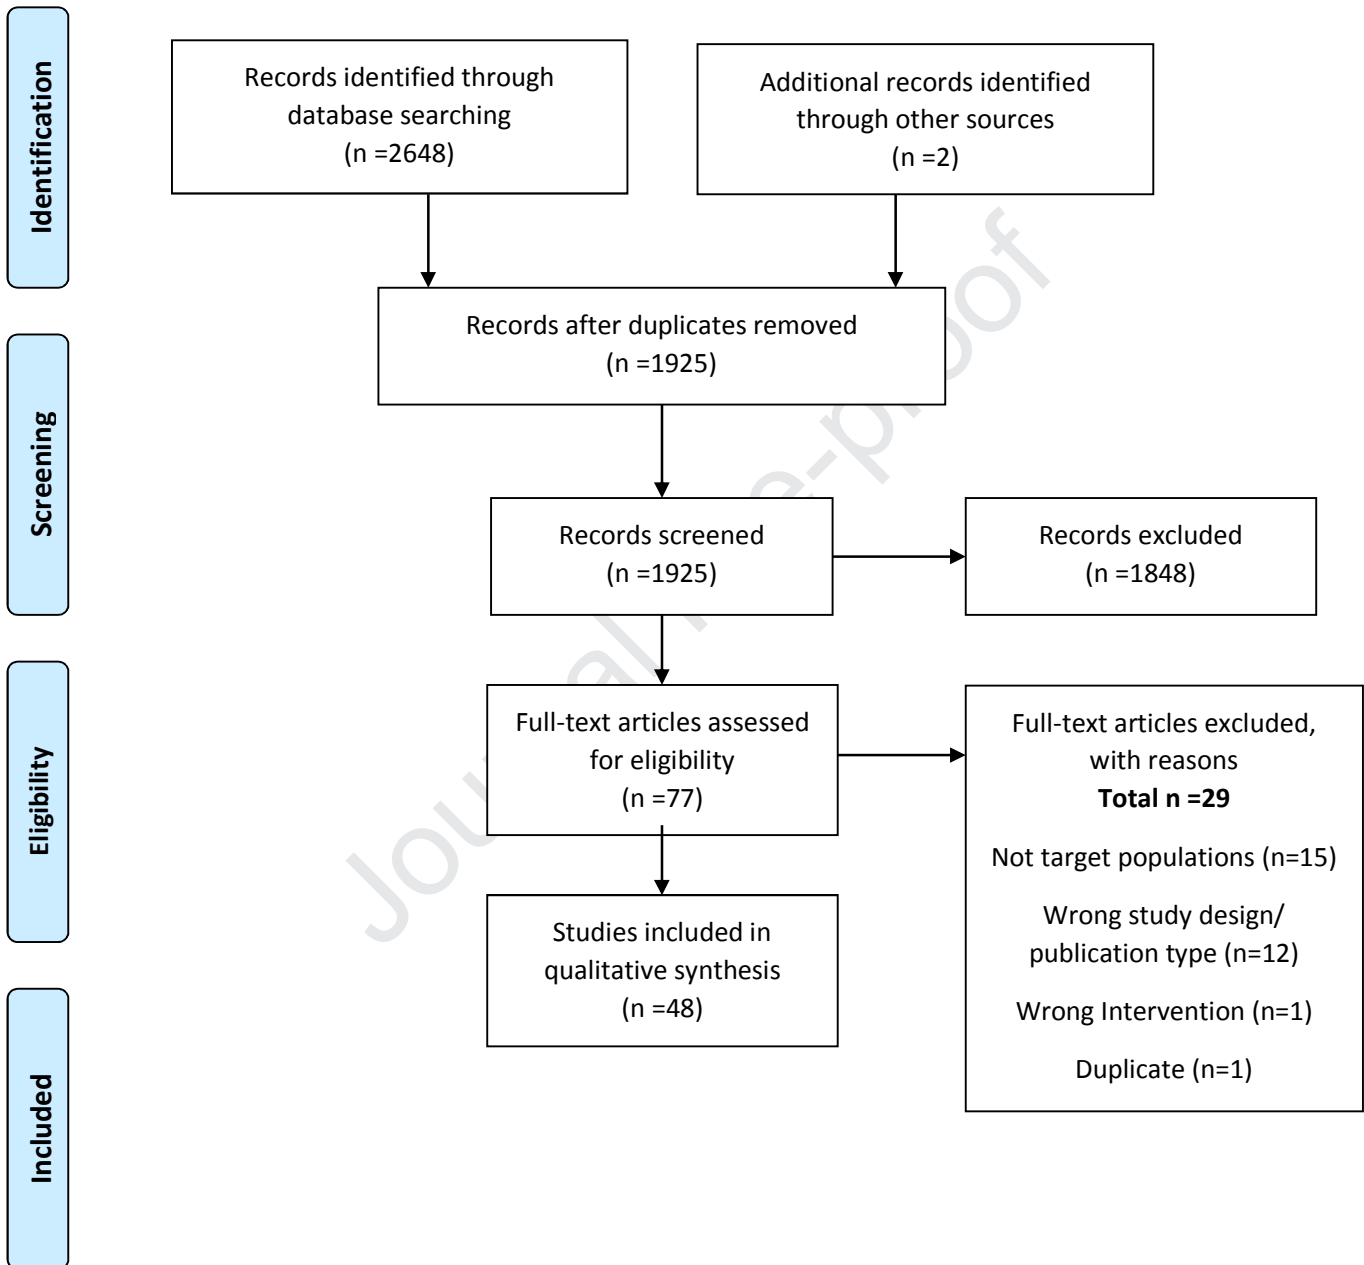 Identification
Records identified through
database searching
(n =2648)
Additional records identified
through other sources
(n =2)
Records after duplicates removed
(n =1925)
Screening
Records screened
(n =1925)
Records excluded
(n =1848)
Eligibility
Full-text articles assessed
for eligibility
(n =77)
Full-text articles excluded,
with reasons
Total n =29
Not target populations (n=15)
Wrong study design/
publication type (n=12)
Wrong Intervention (n=1)
Duplicate (n=1)
Studies included in
qualitative synthesis
(n =48)
Included
Journal Pre-proof